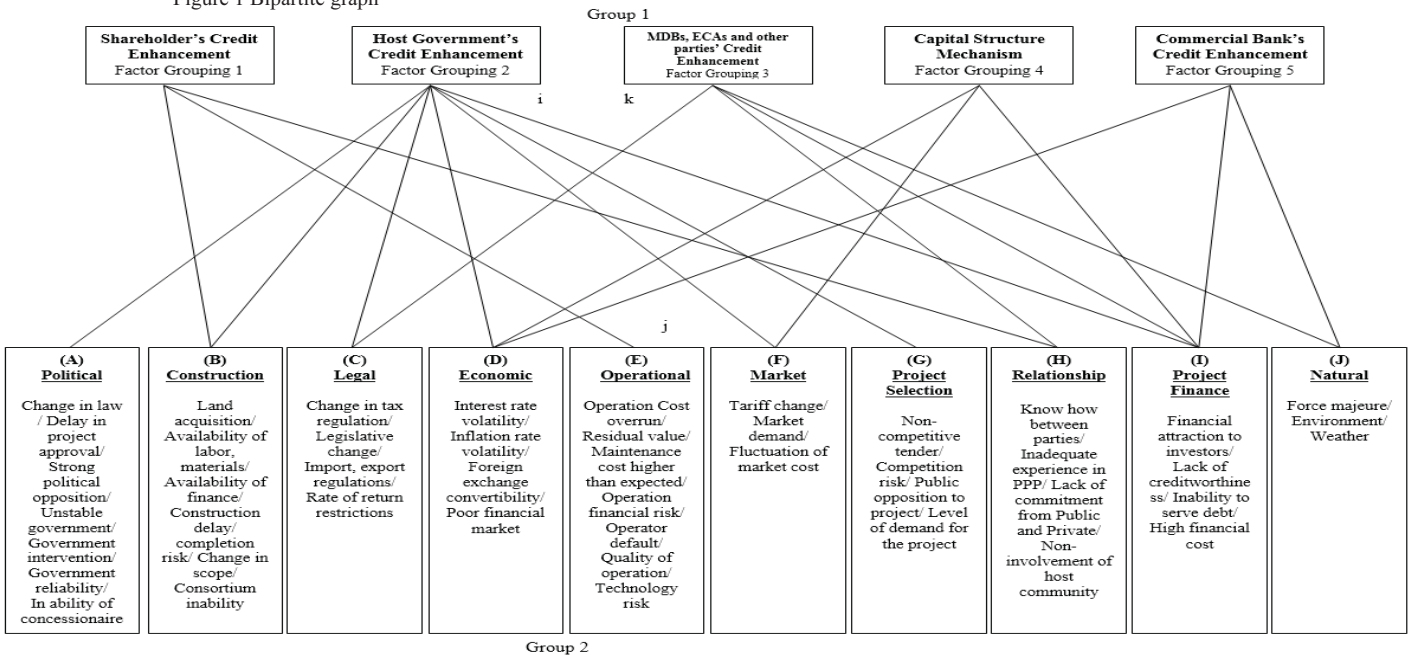 Figure 1 Bipartite graph
Group 1
Shareholder's Credit
Enhancement
Factor Grouping 1
Host Government's
Credit Enhancement
Factor Grouping 2
MDBs, ECAs and other
parties' Credit
Enhancement
Factor Grouping 3
Capital Structure
Mechanism
Factor Grouping 4
Commercial Bank's
Credit Enhancement
Factor Grouping 5
i
k
j
(A)
Political
Change in law
/ Delay in
project
approval/
Strong
political
opposition/
Unstable
government/
Government
intervention/
Government
reliability/
In ability of
concessionaire
(B)
Construction
Land
acquisition/
Availability of
labor,
materials/
Availability of
finance/
Construction
delay/
completion
risk/ Change in
scope/
Consortium
inability
(C)
Legal
Change in tax
regulation/
Legislative
change/
Import, export
regulations/
Rate of return
restrictions
(D)
Economic
Interest rate
volatility/
Inflation rate
volatility/
Foreign
exchange
convertibility/
Poor financial
market
(E)
Operational
Operation Cost
overrun/
Residual value/
Maintenance
cost higher
than expected/
Operation
financial risk/
Operator
default/
Quality of
operation/
Technology
risk
(F)
Market
Tariff change/
Market
demand/
Fluctuation of
market cost
(G)
Project
Selection
Non-
competitive
tender/
Competition
risk/ Public
opposition to
project/ Level
of demand for
the project
(H)
Relationship
Know how
between
parties/
Inadequate
experience in
PPP/ Lack of
commitment
from Public
and Private/
Non-
involvement of
host
community
(I)
Project
Finance
Financial
attraction to
investors/
Lack of
creditworthine
ss/ Inability to
serve debt/
High financial
cost
(J)
Natural
Force majeure/
Environment/
Weather
Group 2